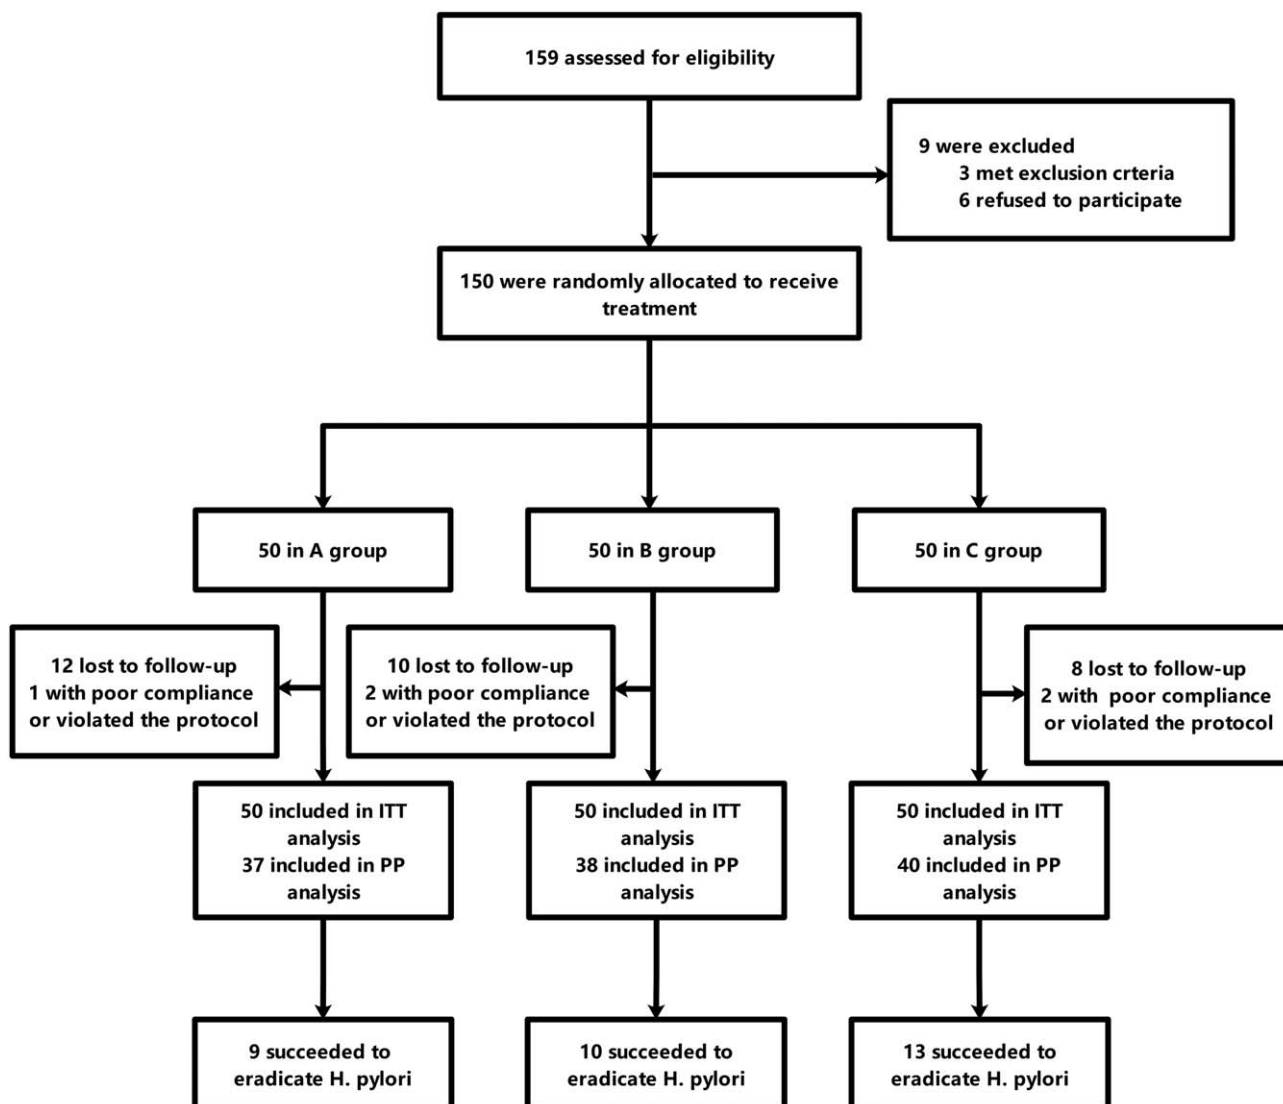 159 assessed for eligibility
9 were excluded
3 met exclusion crteria
6 refused to participate
150 were randomly allocated to receive
treatment
50 in A group
50 in B group
50 in C group
12 lost to follow-up
1 with poor compliance
or violated the protocol
10 lost to follow-up
2 with poor compliance
or violated the protocol
8 lost to follow-up
2 with  poor compliance
or violated the protocol
50 included in ITT
analysis
37 included in PP
analysis
50 included in ITT
analysis
38 included in PP
analysis
50 included in ITT
analysis
40 included in PP
analysis
9 succeeded to
eradicate H. pylori
10 succeeded to
eradicate H. pylori
13 succeeded to
eradicate H. pylori